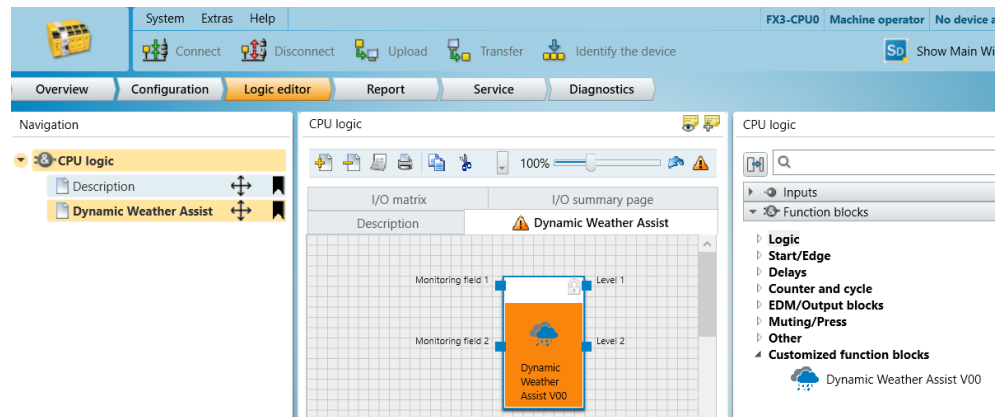 System Extras Help
FX3-CPU0 Machine operator No device a
Connect Disconnect Upload Transfer Identify the device
SD Show Main Wi
Overview Configuration Logic editor Report Service Diagnostics
Navigation
CPU logic
Description
Dynamic Weather Assist
CPU logic
100%
I/O matrix I/O summary page
Description Dynamic Weather Assist
Monitoring field 1 Level 1
Monitoring field 2 Level 2
Dynamic
Weather
Assist V00
CPU logic
Inputs
Function blocks
Logic
Start/Edge
Delays
Counter and cycle
EDM/Output blocks
Muting/Press
Other
Customized function blocks
Dynamic Weather Assist V00